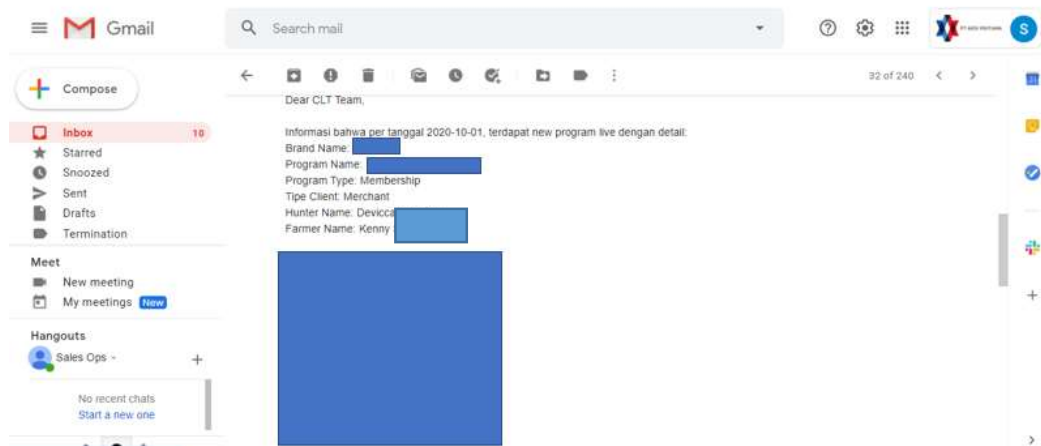 Gmail
Search mail
S
Compose
32 of 240
Inbox 10
Starred
Snoozed
Sent
Drafts
Termination
Meet
New meeting
My meetings New
Hangouts
Sales Ops
No recent chats
Start a new one
Dear CLT Team,
Informasi bahwa per tanggal 2020-10-01, terdapat new program live dengan detail:
Brand Name:
Program Name:
Program Type: Membership
Tipe Client: Merchant
Hunter Name: Devicca
Farmer Name: Kenny
31